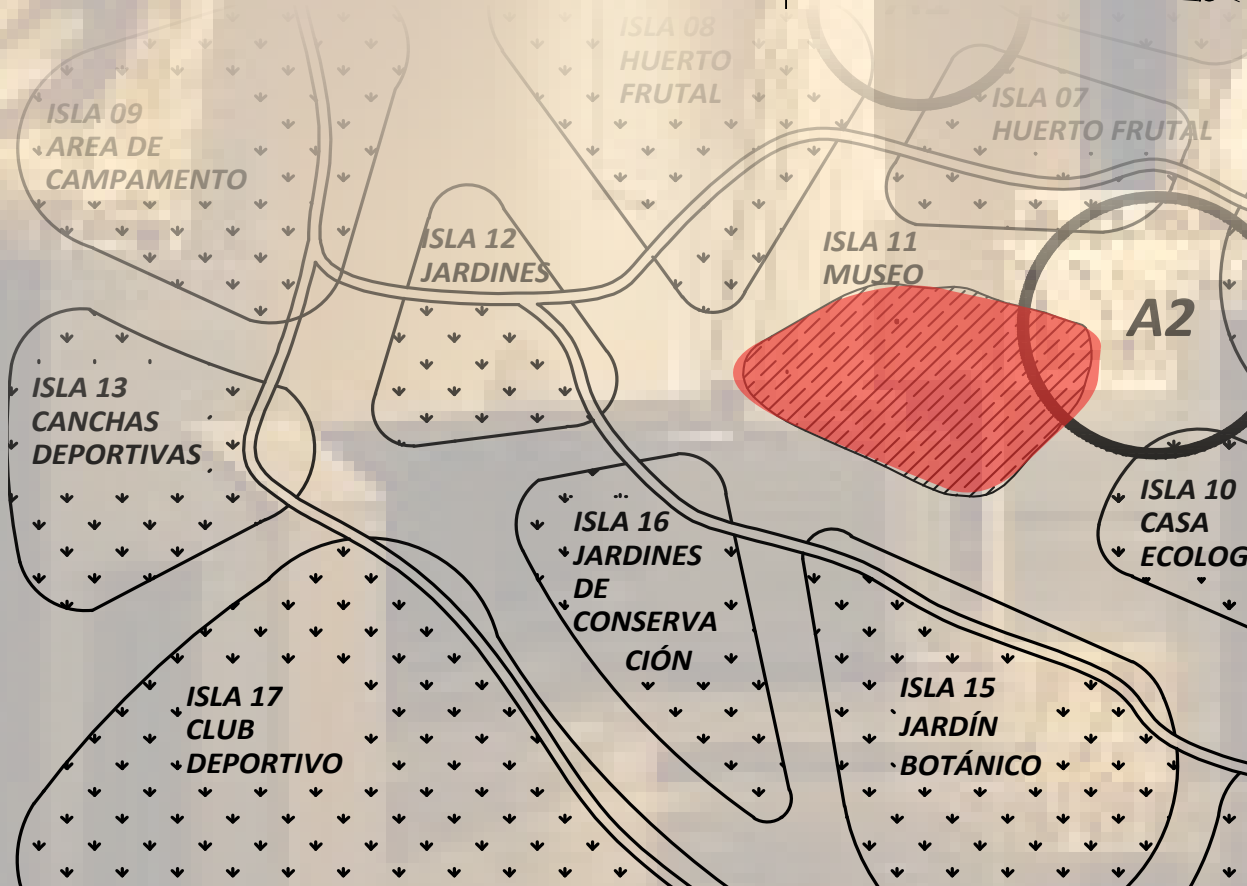 ISLA 08
HUERTO
FRUTAL
ISLA 07
HUERTO FRUTAL
ISLA 09
AREA DE
CAMPAMENTO
ISLA 12
JARDINES
ISLA 11
MUSEO
A2
ISLA 13
CANCHAS
DEPORTIVAS
ISLA 10
CASA
ECOLOG
ISLA 16
JARDINES
DE
CONSERVA
CIÓN
ISLA 17
CLUB
DEPORTIVO
ISLA 15
JARDÍN
BOTÁNICO